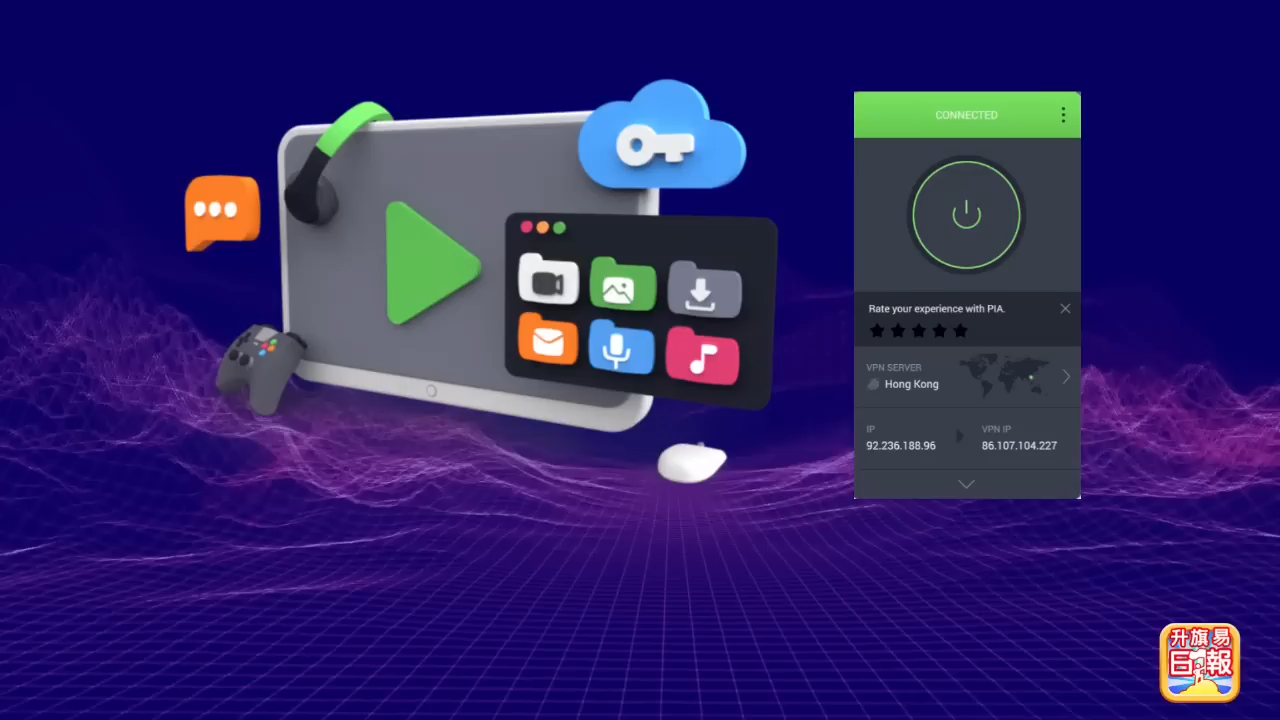 CONNECTED
Rate your experience with PIA.
VPN SERVER
Hong Kong
IP
92.236.188.96
VPN IP
86.107.104.227
升旗易
日報